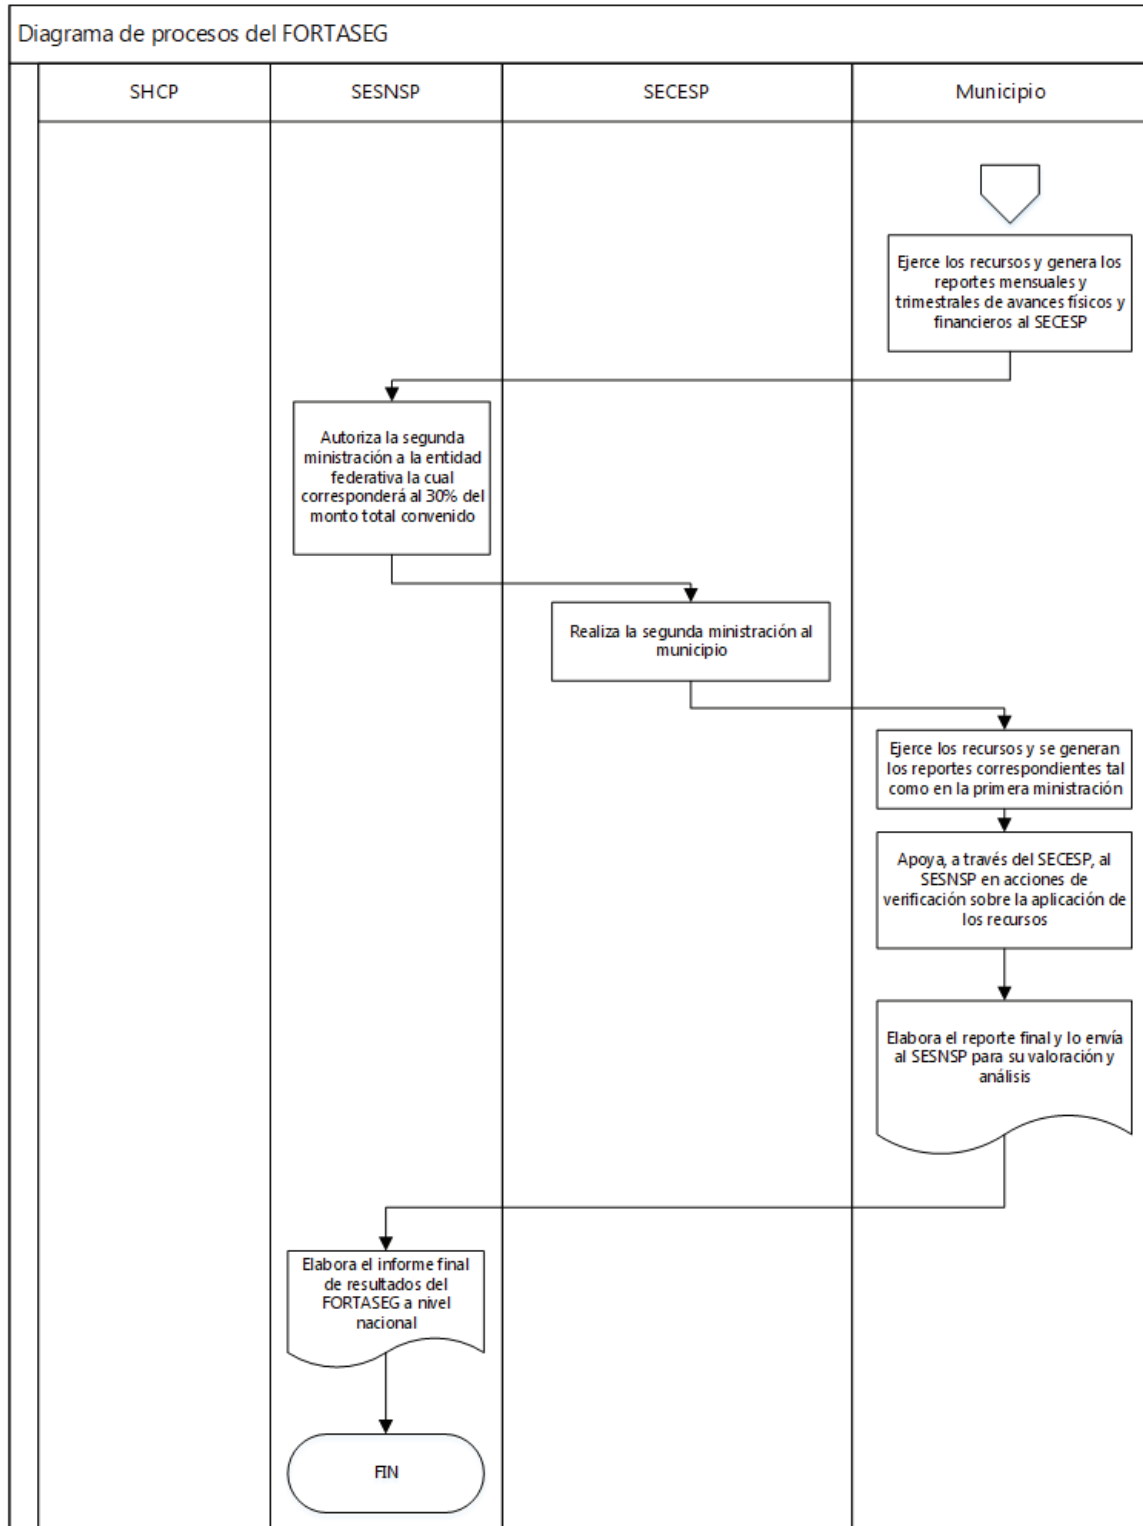 Diagrama de procesos del FORTASEG
SHCP
SESNSP
SECESP
Municipio
Ejerce los recursos y genera los
reportes mensuales y
trimestrales de avances físicos y
financieros al SECESP
Autoriza la segunda
ministración a la entidad
federativa la cual
corresponderá al 30% del
monto total convenido
Realiza la segunda ministración al
municipio
Ejerce los recursos y se generan
los reportes correspondientes tal
como en la primera ministración
Apoya, a través del SECESP, al
SESNSP en acciones de
verificación sobre la aplicación de
los recursos
Elabora el reporte final y lo envía
al SESNSP para su valoración y
análisis
Elabora el informe final
de resultados del
FORTASEG a nivel
nacional
FIN